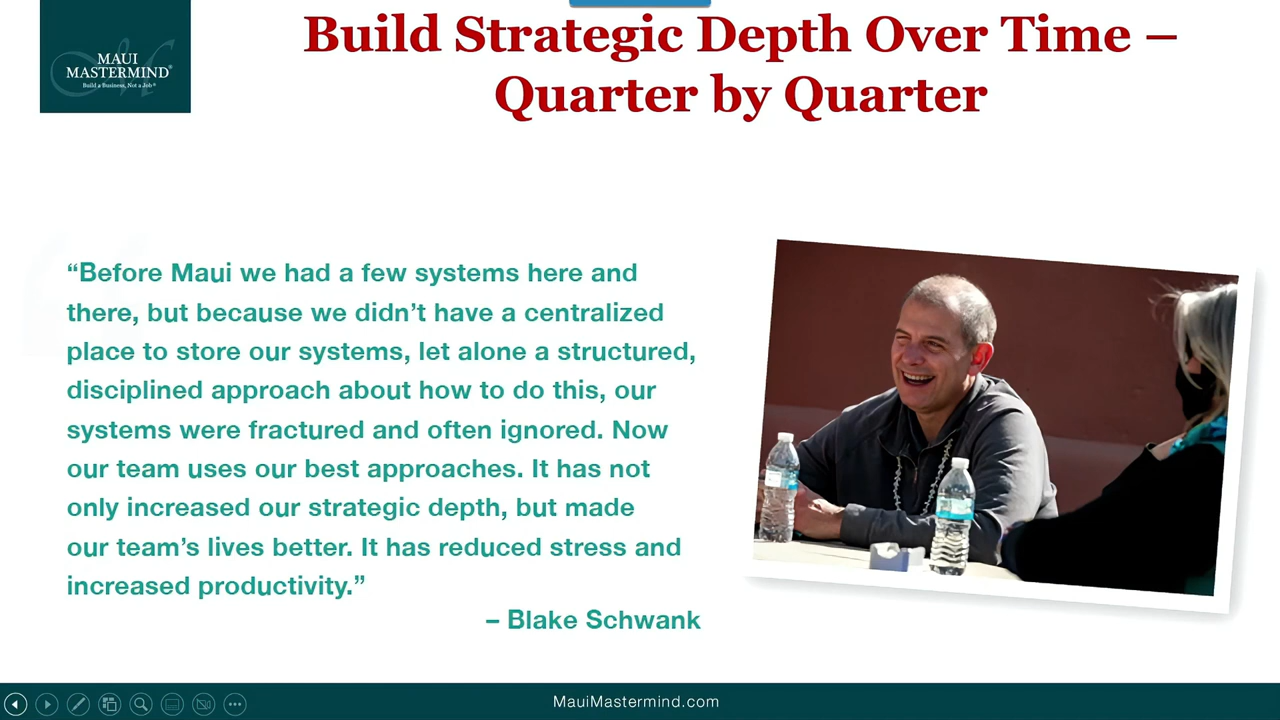 Build Strategic Depth Over Time –
Quarter by Quarter
MAUI
MASTERMIND®
Build a Business, Not a Job®
“Before Maui we had a few systems here and
there, but because we didn’t have a centralized
place to store our systems, let alone a structured,
disciplined approach about how to do this, our
systems were fractured and often ignored. Now
our team uses our best approaches. It has not
only increased our strategic depth, but made
our team’s lives better. It has reduced stress and
increased productivity.”
– Blake Schwank
MauiMastermind.com